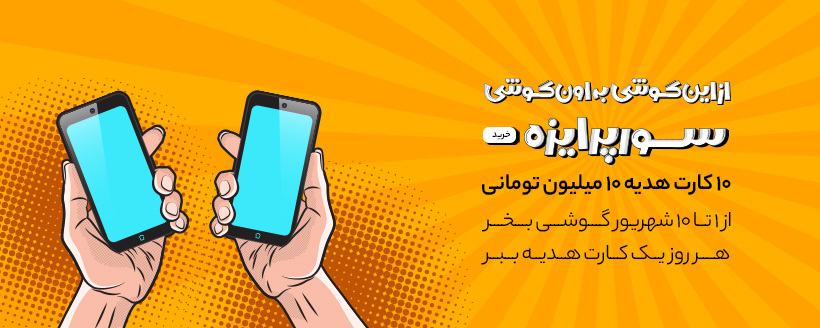 از این گوشی به اون گوشی
سورپرایزه
خرید
۱۰ کارت هدیه ۱۰ میلیون تومانی
از ۱ تا ۱۰ شهریور گوشی بخر
هر روز یک کارت هدیه ببر